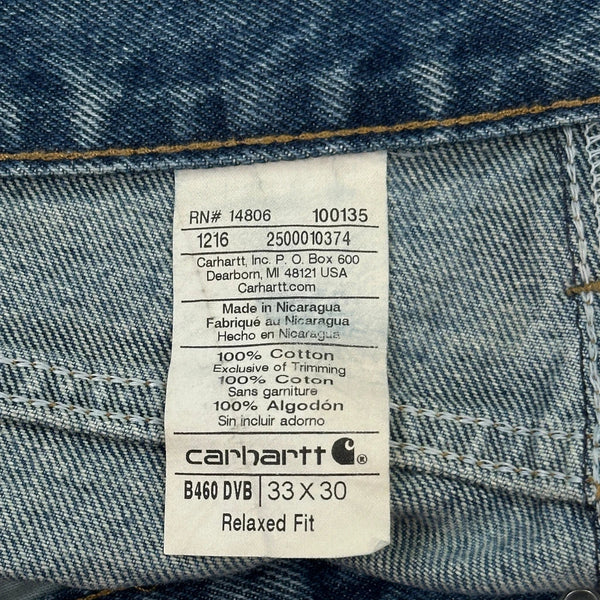 RN# 14806 100135
1216 2500010374
Carhartt, Inc. P. O. Box 600
Dearborn, MI 48121 USA
Carhartt.com
Made in Nicaragua
Fabriqué au Nicaragua
Hecho en Nicaragua
100% Cotton
Exclusive of Trimming
100% Coton
Sans garniture
100% Algodón
Sin incluir adorno
carhartt ®
B460 DVB 33 X 30
Relaxed Fit